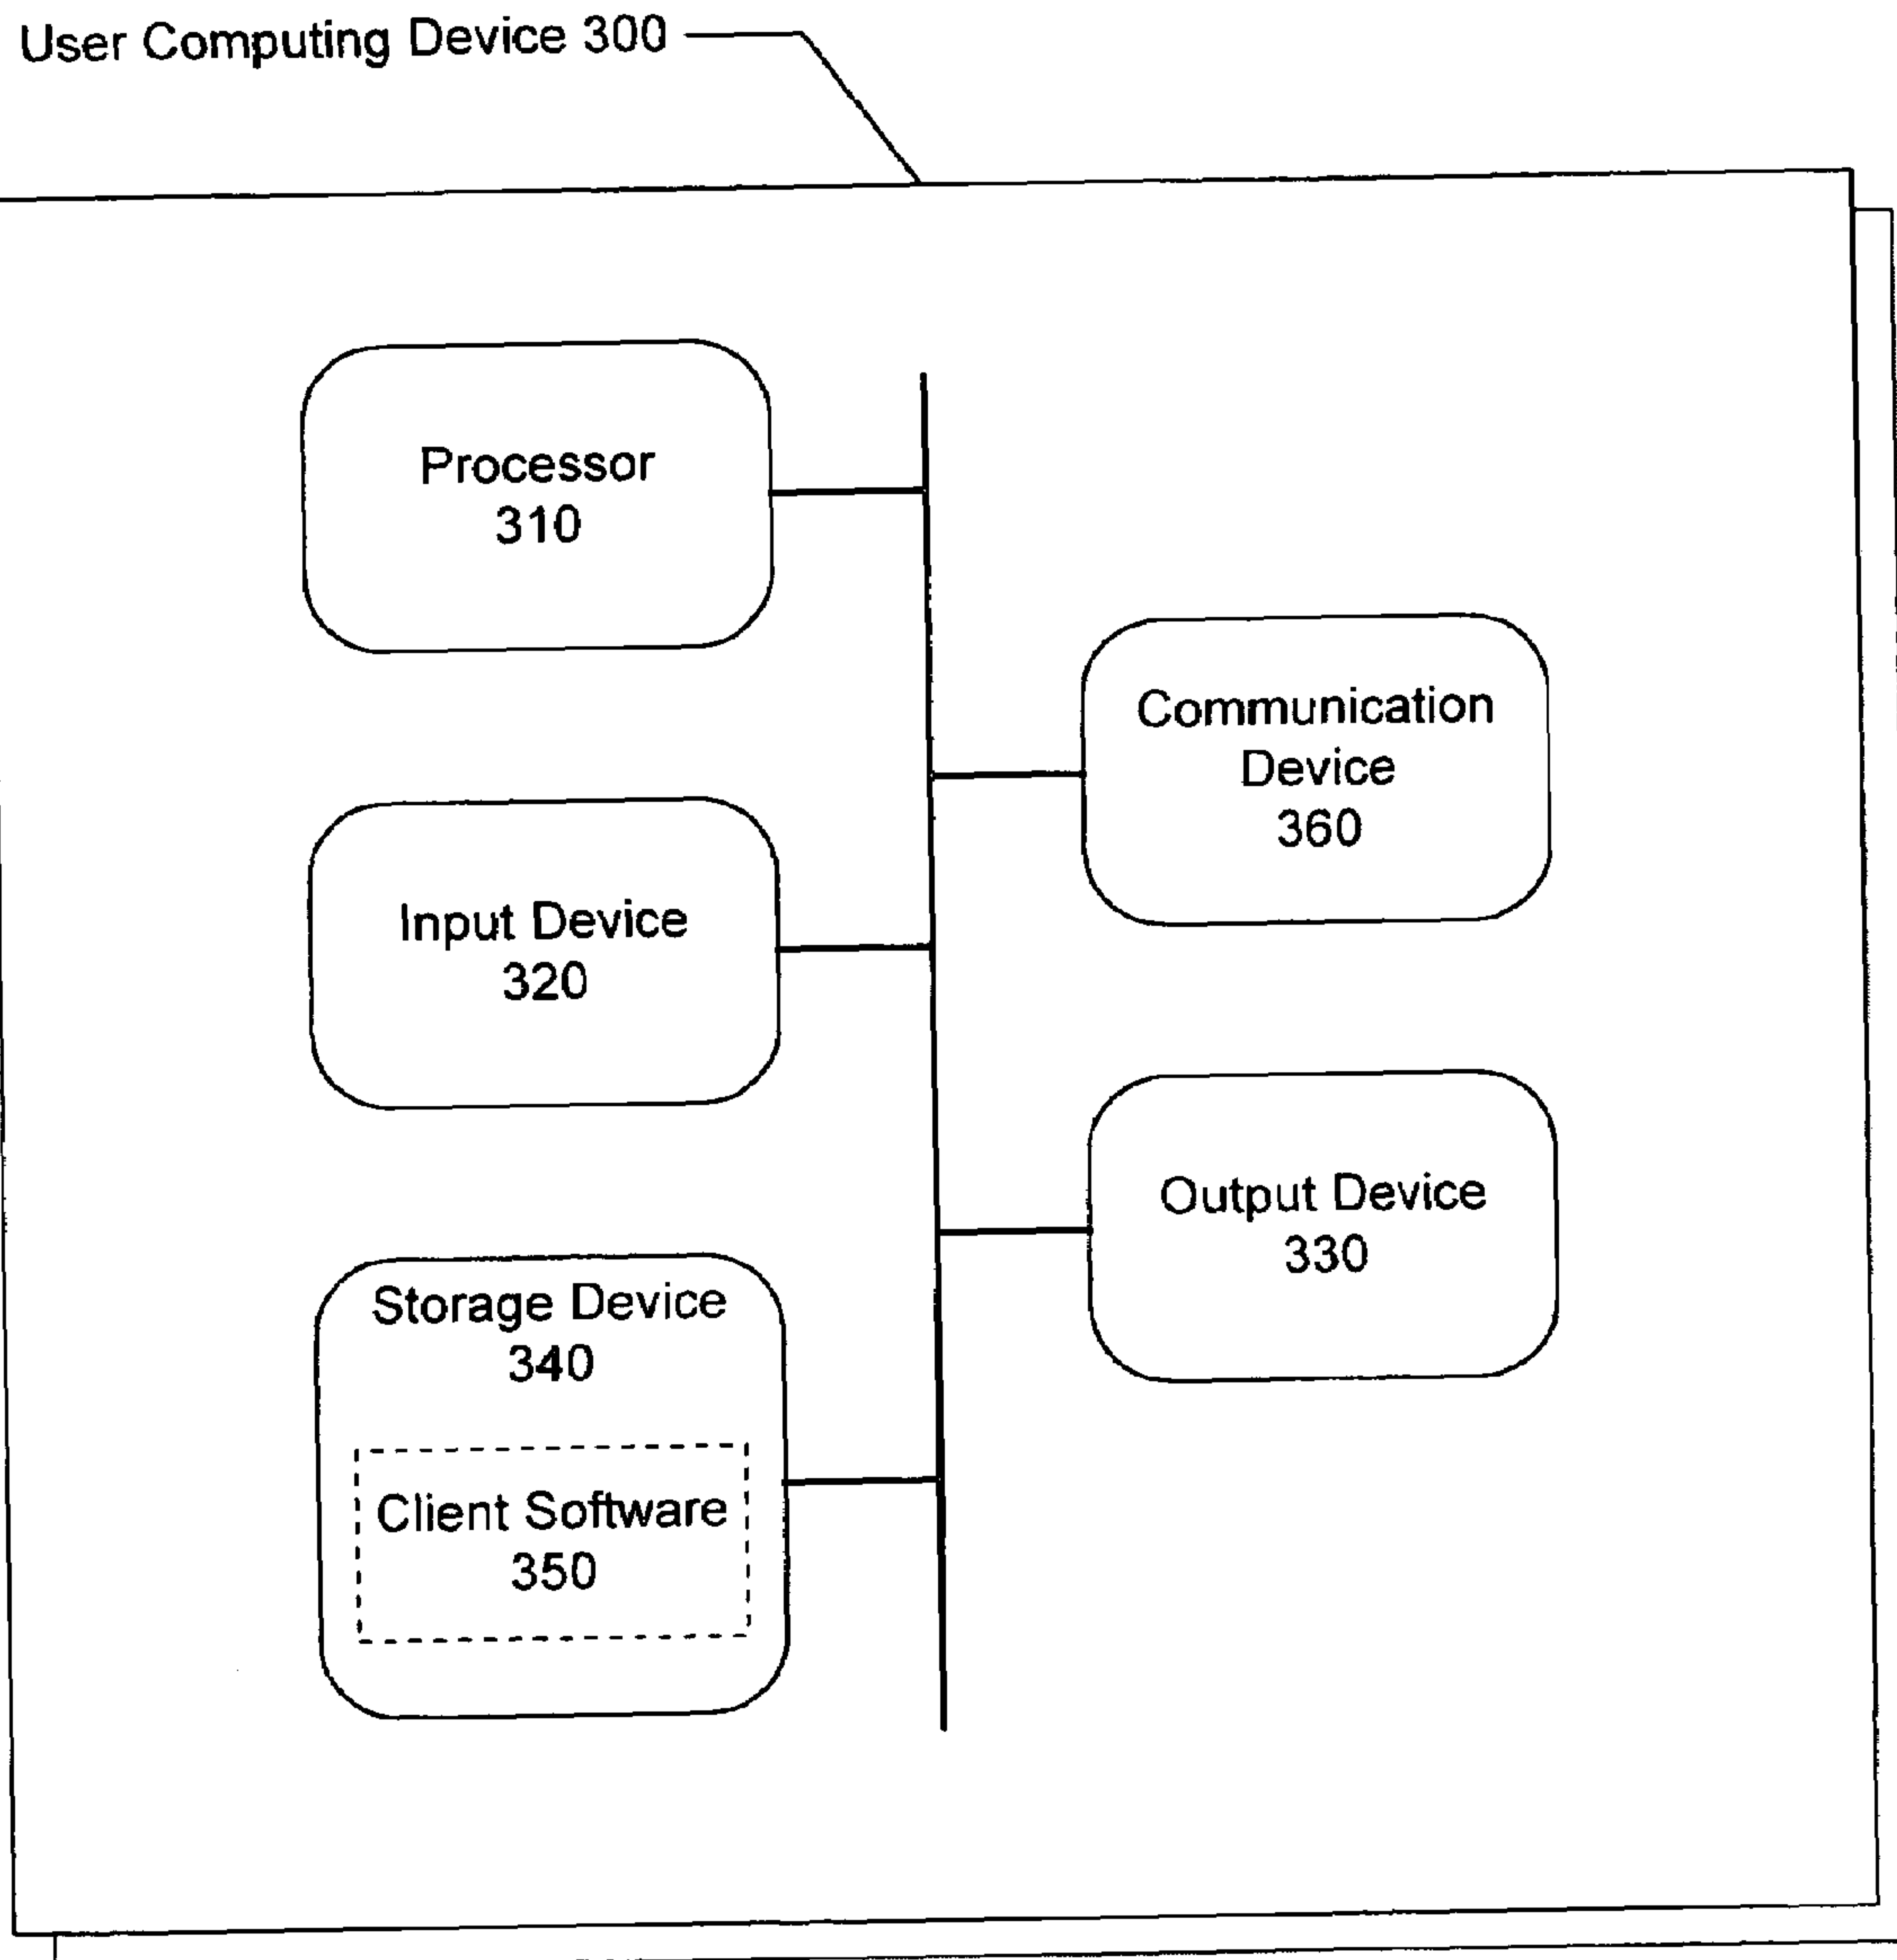 User Computing Device 300
Processor
310
Communication
Device
360
Input Device
320
Output Device
330
Storage Device
340
Client Software
350